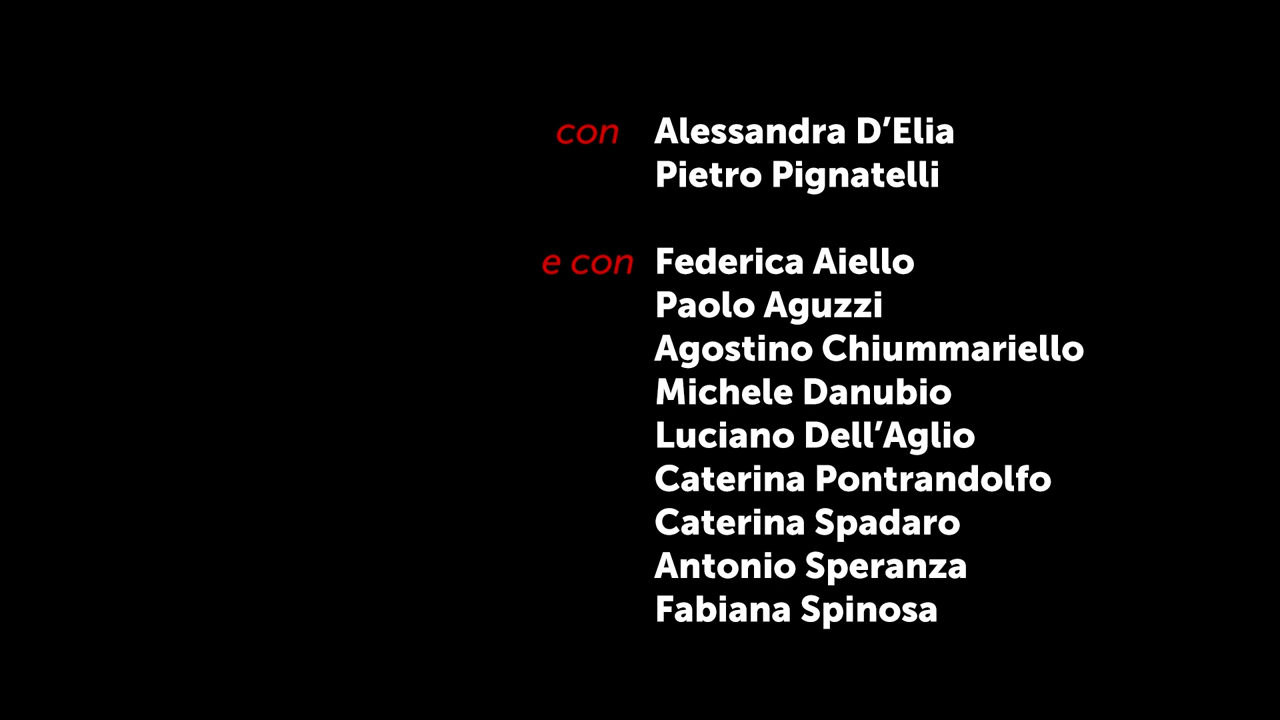 con Alessandra D’Elia
Pietro Pignatelli
e con Federica Aiello
Paolo Aguzzi
Agostino Chiummariello
Michele Danubio
Luciano Dell’Aglio
Caterina Pontrandolfo
Caterina Spadaro
Antonio Speranza
Fabiana Spinosa